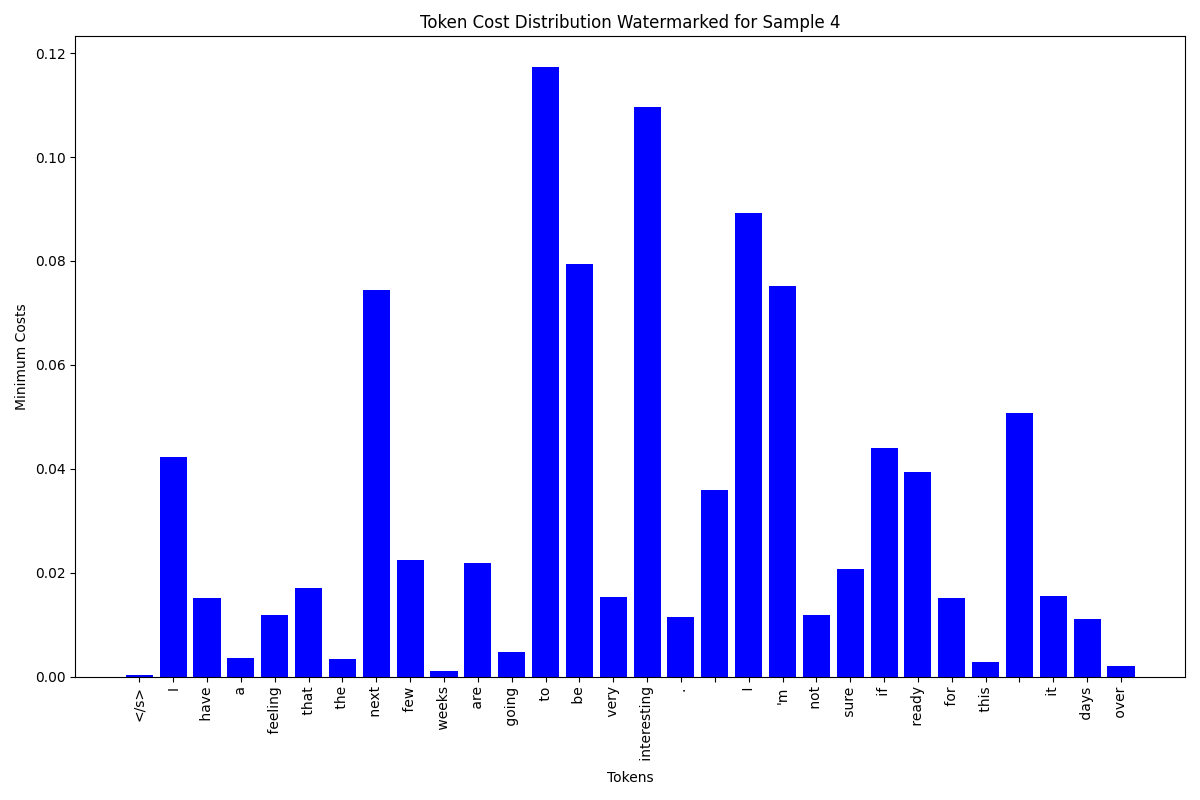 Token Cost Distribution Watermarked for Sample 4
Minimum Costs
0.12
0.10
0.08
0.06
0.04
0.02
0.00
</s>
I
have
a
feeling
that
the
next
few
weeks
are
going
to
be
very
interesting
.
I
'm
not
sure
if
ready
for
this
it
days
over
Tokens